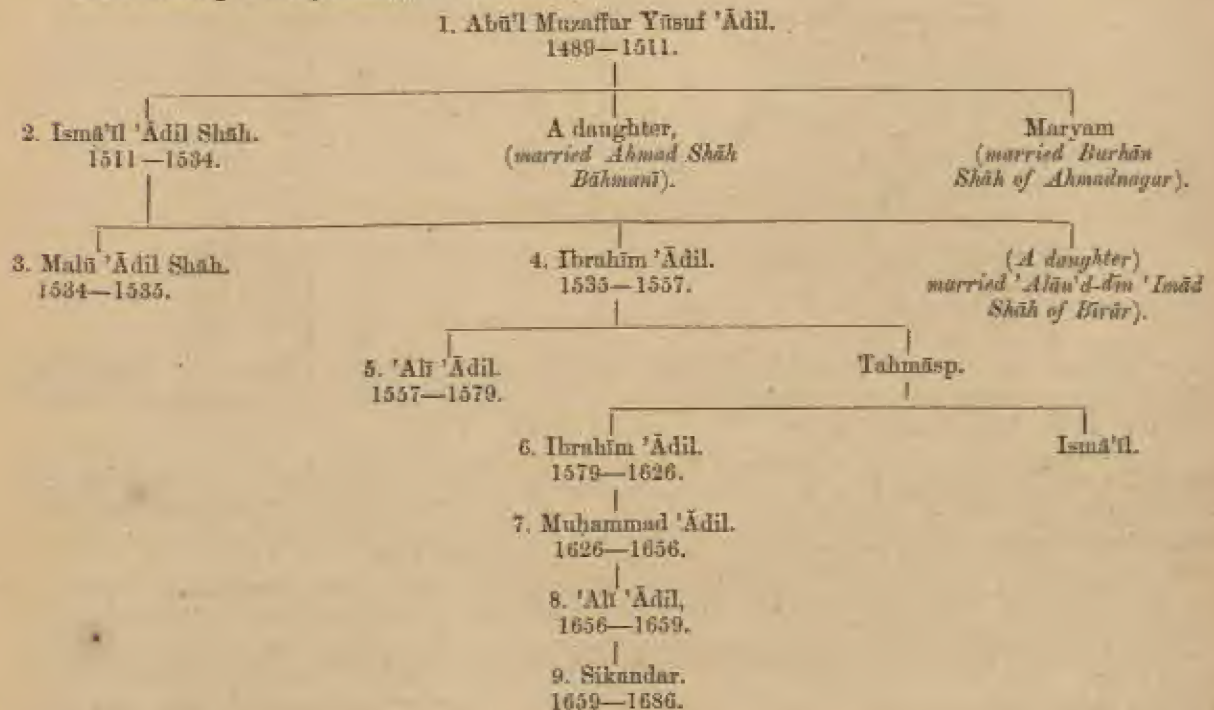 1. Abū'l Muzaffar Yūsuf 'Ādil.
1489—1511.
2. Ismā'īl 'Ādil Shāh.
1511—1534.
A daughter,
(married Ahmad Shāh
Bāhmanī).
Maryam
(married Burhān
Shāh of Ahmadnagar).
3. Malū 'Ādil Shāh.
1534—1535.
4. Ibrahīm 'Ādil.
1535—1557.
(A daughter)
married 'Alāu'd-dīn 'Imād
Shāh of Birār).
5. 'Alī 'Ādil.
1557—1579.
Tahmāsp.
6. Ibrahīm 'Ādil.
1579—1626.
Ismā'īl.
7. Muḥammad 'Ādil.
1626—1656.
8. 'Alī 'Ādil,
1656—1659.
9. Sikandar.
1659—1686.